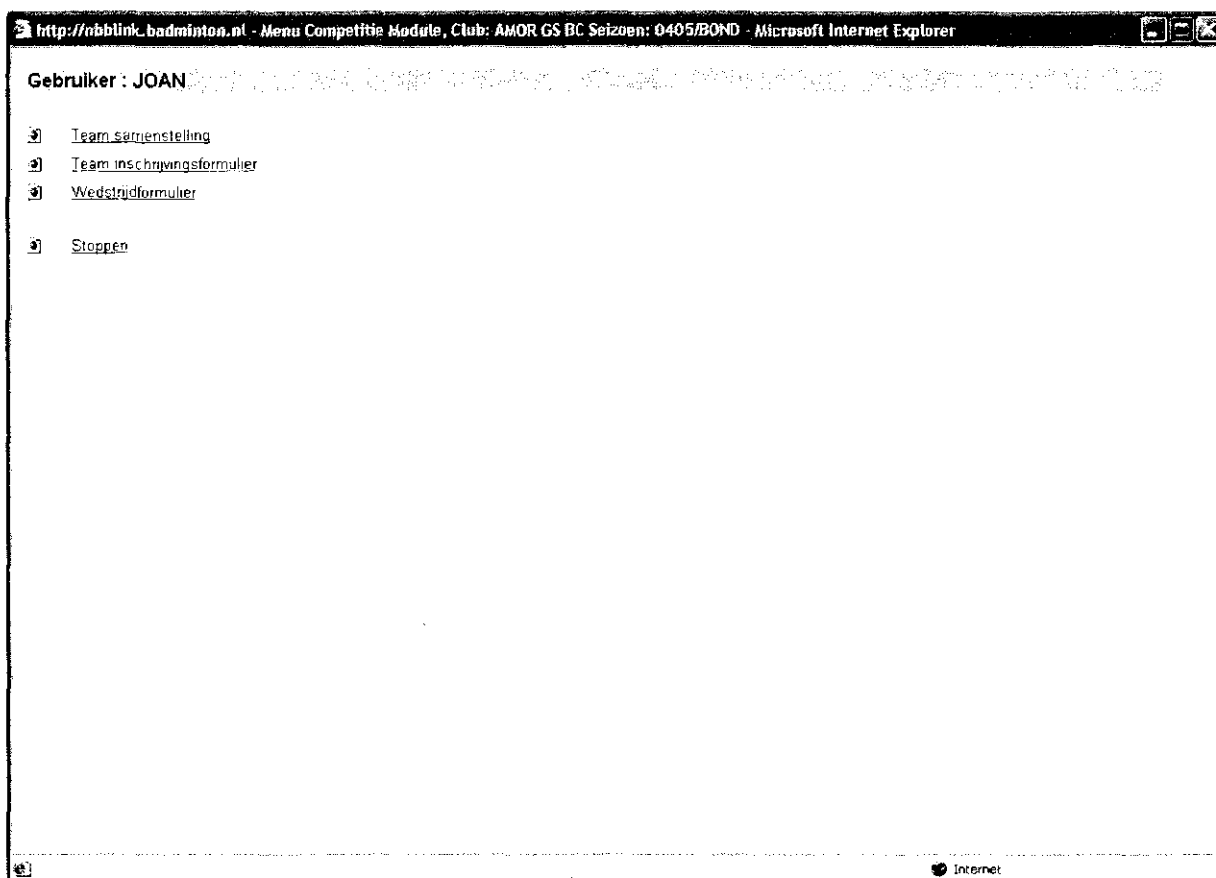 http://nbblink.badminton.nl - Menu Competitie Module, Club: AMOR GS BC Seizoen: 0405/BOND - Microsoft Internet Explorer
Gebruiker : JOAN
Team samenstelling
Team inschrijvingsformulier
Wedstrijdformulier
Stoppen
Internet